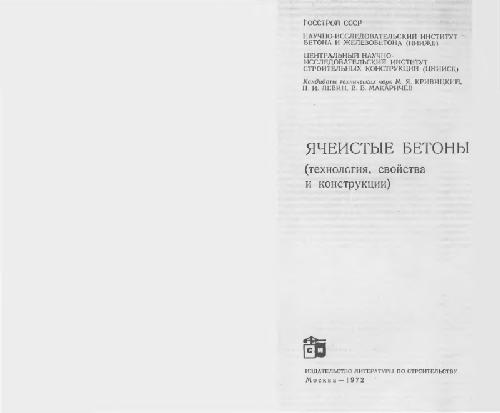 ГОССТРОЙ СССР
НАУЧНО-ИССЛЕДОВАТЕЛЬСКИЙ ИНСТИТУТ
БЕТОНА И ЖЕЛЕЗОБЕТОНА (НИИЖБ)
ЦЕНТРАЛЬНЫЙ НАУЧНО-
ИССЛЕДОВАТЕЛЬСКИЙ ИНСТИТУТ
СТРОИТЕЛЬНЫХ КОНСТРУКЦИЙ (ЦНИИСК)
Кандидаты технических наук М. Я. КРИВИЦКИЙ,
Н. И. ЛЕВИН, В. В. МАКАРИЧЕВ
ЯЧЕИСТЫЕ БЕТОНЫ
(технология, свойства
и конструкции)
ИЗДАТЕЛЬСТВО ЛИТЕРАТУРЫ ПО СТРОИТЕЛЬСТВУ
Москва — 1972